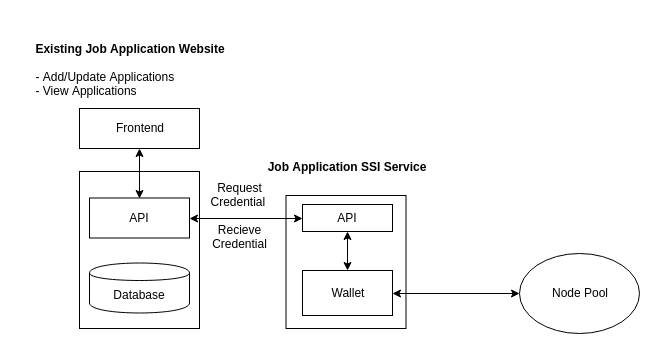 Existing Job Application Website
- Add/Update Applications
- View Applications
Frontend
Job Application SSI Service
Request
Credential
API
API
Recieve
Credential
Database
Wallet
Node Pool